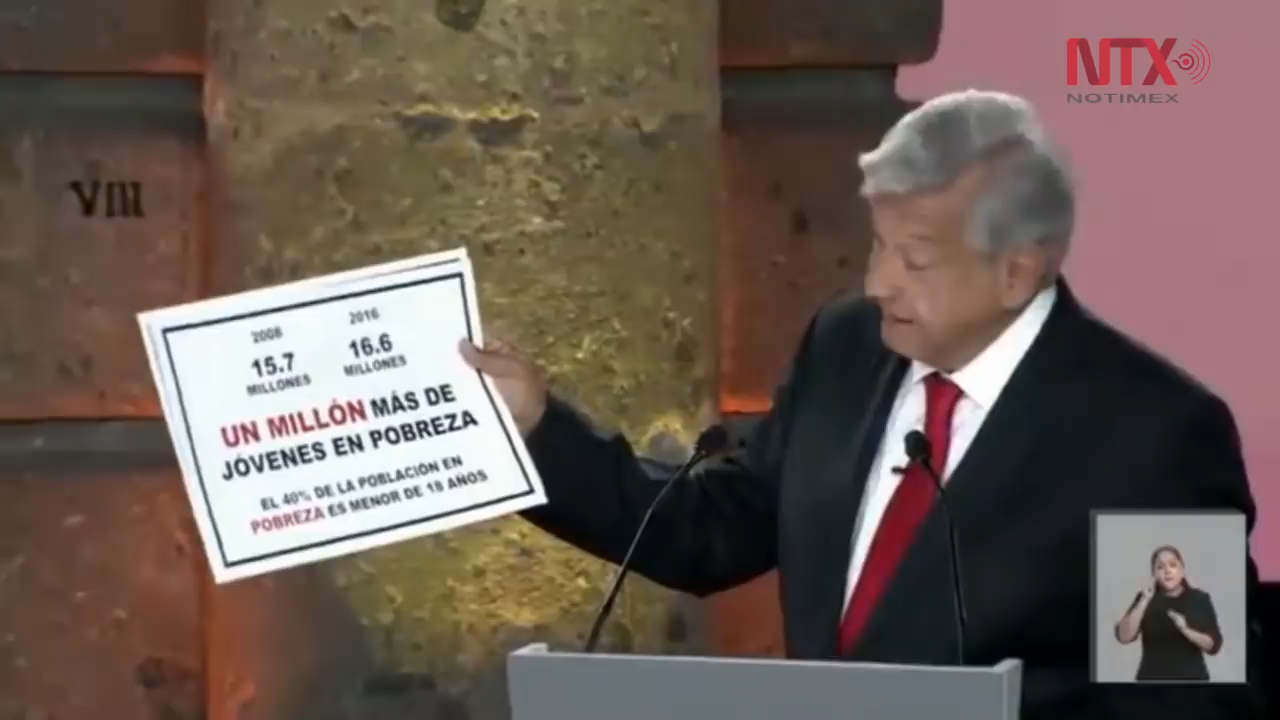 NTX
NOTIMEX
VIII
2008
2016
15.7
MILLONES
16.6
MILLONES
UN MILLÓN MÁS DE
JÓVENES EN POBREZA
EL 40% DE LA POBLACIÓN EN
POBREZA ES MENOR DE 18 AÑOS